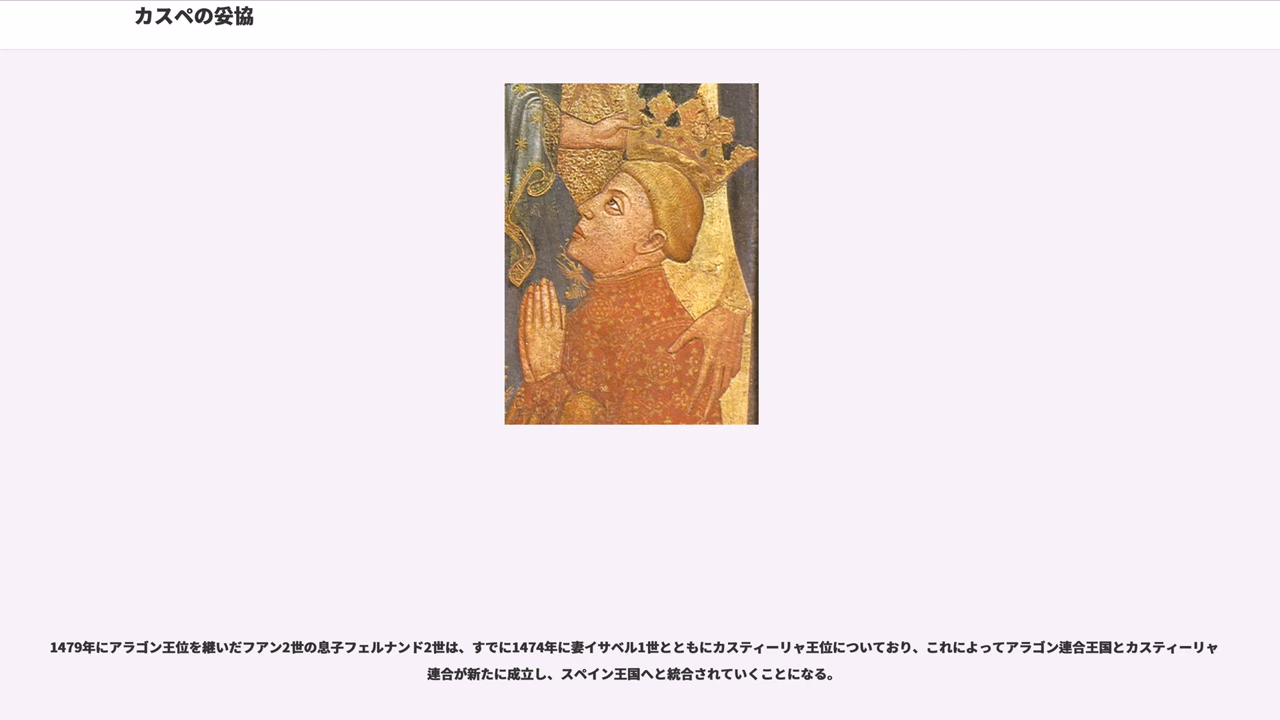 カスペの妥協
1479年にアラゴン王位を継いだフアン2世の息子フェルナンド2世は、すでに1474年に妻イサベル1世とともにカスティーリャ王位についており、これによってアラゴン連合王国とカスティーリャ
連合が新たに成立し、スペイン王国へと統合されていくことになる。